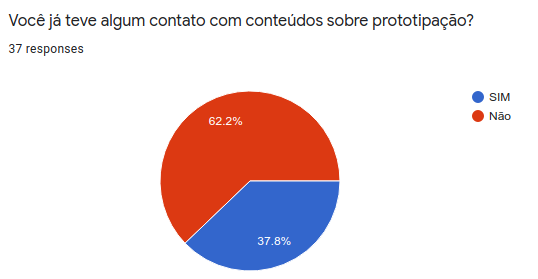 Você já teve algum contato com conteúdos sobre prototipação?
37 responses
SIM
Não
62.2%
37.8%